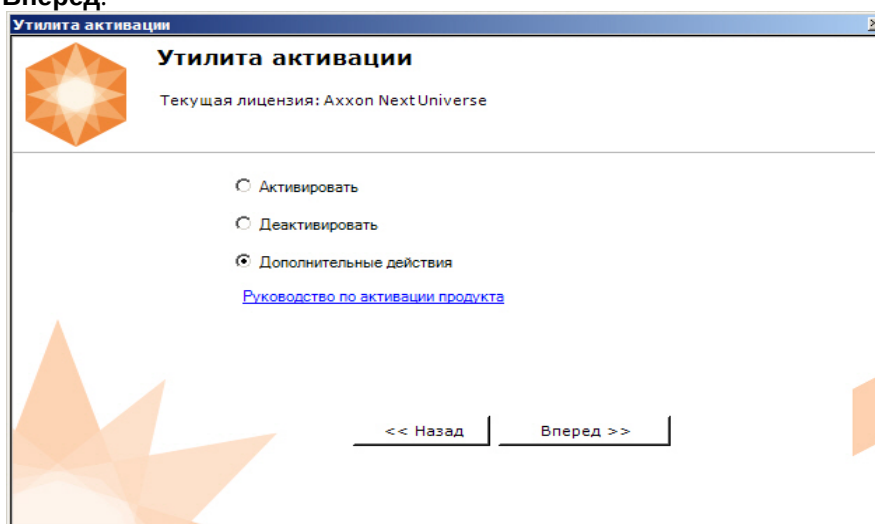 Вперед.
Утилита активации
Утилита активации
Текущая лицензия: Axxon Next Universe
Активировать
Деактивировать
Дополнительные действия
Руководство по активации продукта
<< Назад
Вперед >>